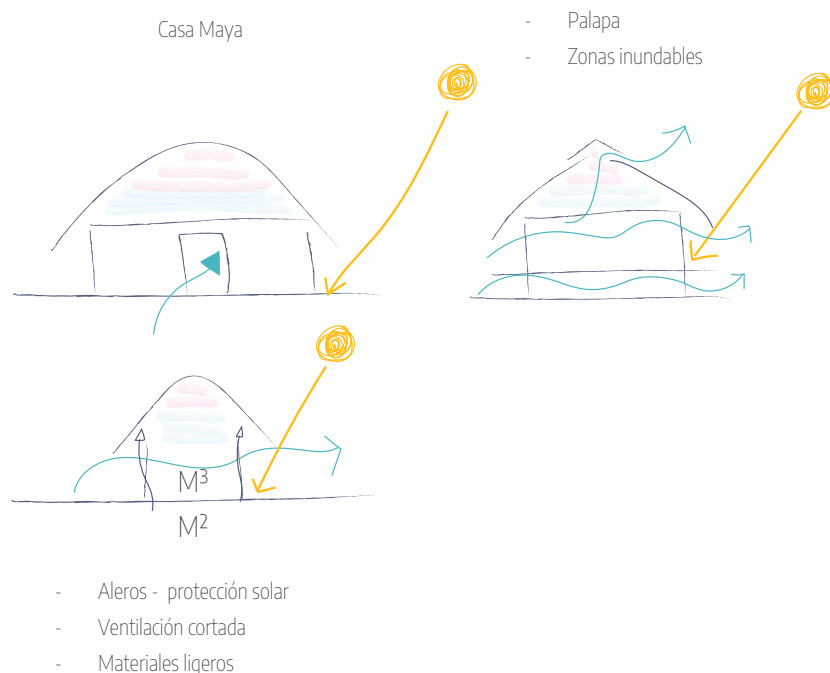 Casa Maya
- Palapa
- Zonas inundables
M³
M²
- Aleros - protección solar
- Ventilación cortada
- Materiales ligeros